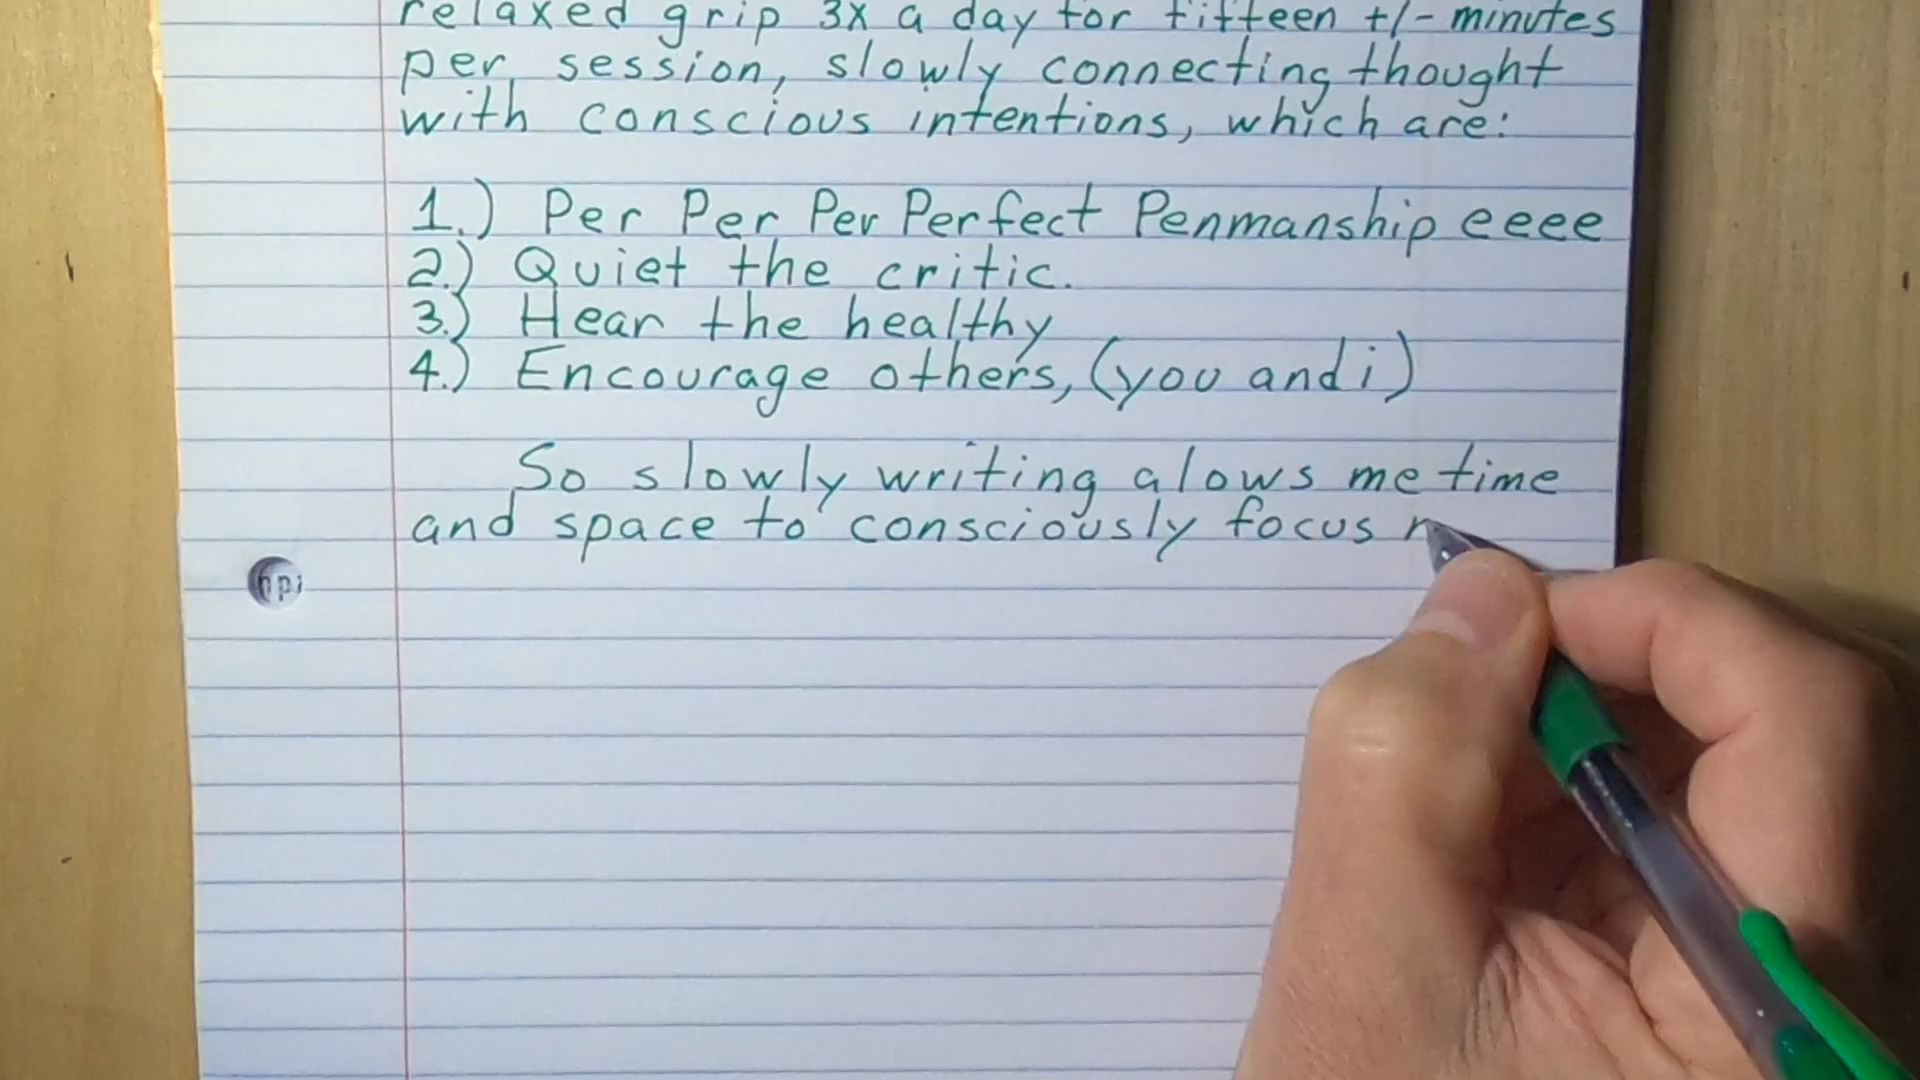 relaxed grip 3x a day for fifteen +/- minutes
per session, slowly connecting thought
with conscious intentions, which are:
1.) Per Per Per Perfect Penmanship eeee
2.) Quiet the critic.
3.) Hear the healthy
4.) Encourage others, (you and i)
So slowly writing alows me time
and space to consciously focus